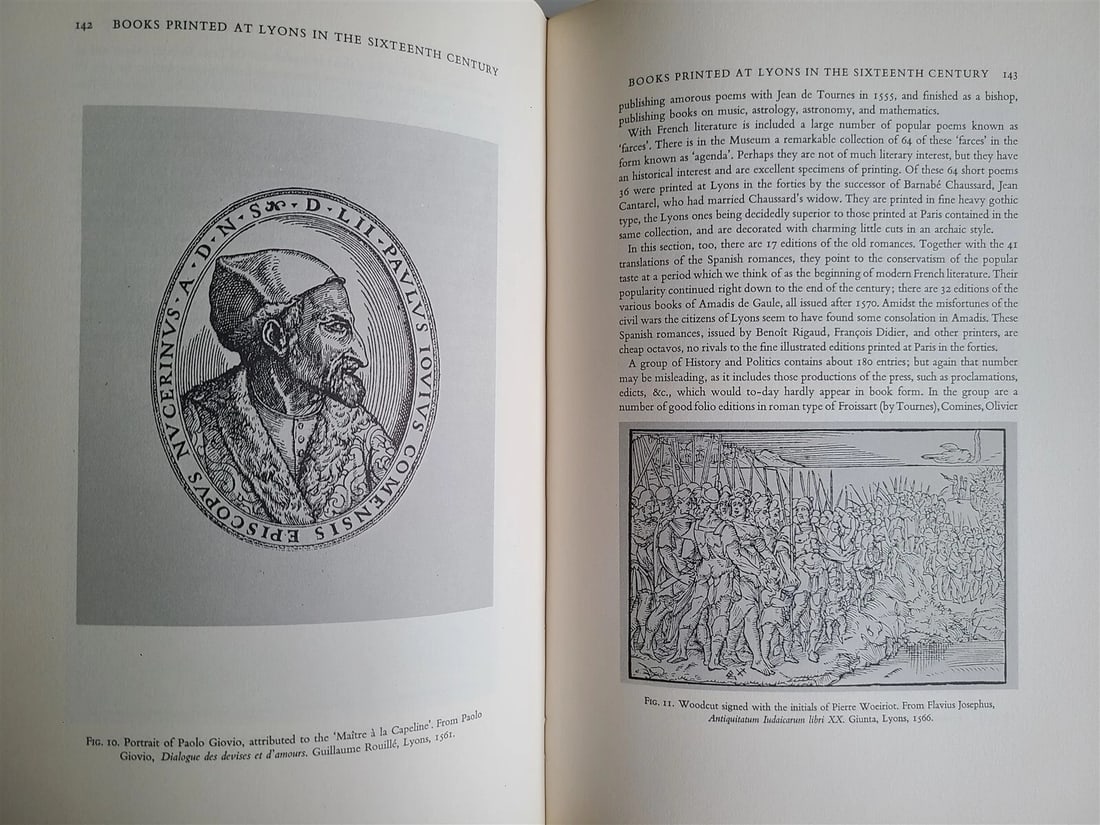 142 BOOKS PRINTED AT LYONS IN THE SIXTEENTH CENTURY
PAVLVS IOVIVS COMENSIS EPISCOPVS NVCERINVS · A · D · N · S · D · LII ·
FIG. 10. Portrait of Paolo Giovio, attributed to the 'Maître à la Capeline'. From Paolo
Giovio, Dialogue des devises et d'amours. Guillaume Rouillé, Lyons, 1561.
BOOKS PRINTED AT LYONS IN THE SIXTEENTH CENTURY 143
publishing amorous poems with Jean de Tournes in 1555, and finished as a bishop,
publishing books on music, astrology, astronomy, and mathematics.
With French literature is included a large number of popular poems known as
'farces'. There is in the Museum a remarkable collection of 64 of these 'farces' in the
form known as 'agenda'. Perhaps they are not of much literary interest, but they have
an historical interest and are excellent specimens of printing. Of these 64 short poems
36 were printed at Lyons in the forties by the successor of Barnabé Chaussard, Jean
Cantarel, who had married Chaussard's widow. They are printed in fine heavy gothic
type, the Lyons ones being decidedly superior to those printed at Paris contained in the
same collection, and are decorated with charming little cuts in an archaic style.
In this section, too, there are 17 editions of the old romances. Together with the 41
translations of the Spanish romances, they point to the conservatism of the popular
taste at a period which we think of as the beginning of modern French literature. Their
popularity continued right down to the end of the century; there are 32 editions of the
various books of Amadis de Gaule, all issued after 1570. Amidst the misfortunes of the
civil wars the citizens of Lyons seem to have found some consolation in Amadis. These
Spanish romances, issued by Benoît Rigaud, François Didier, and other printers, are
cheap octavos, no rivals to the fine illustrated editions printed at Paris in the forties.
A group of History and Politics contains about 180 entries; but again that number
may be misleading, as it includes those productions of the press, such as proclamations,
edicts, &c., which would to-day hardly appear in book form. In the group are a
number of good folio editions in roman type of Froissart (by Tournes), Comines, Olivier
FIG. 11. Woodcut signed with the initials of Pierre Woeiriot. From Flavius Josephus,
Antiquitatum Iudaicarum libri XX. Giunta, Lyons, 1566.